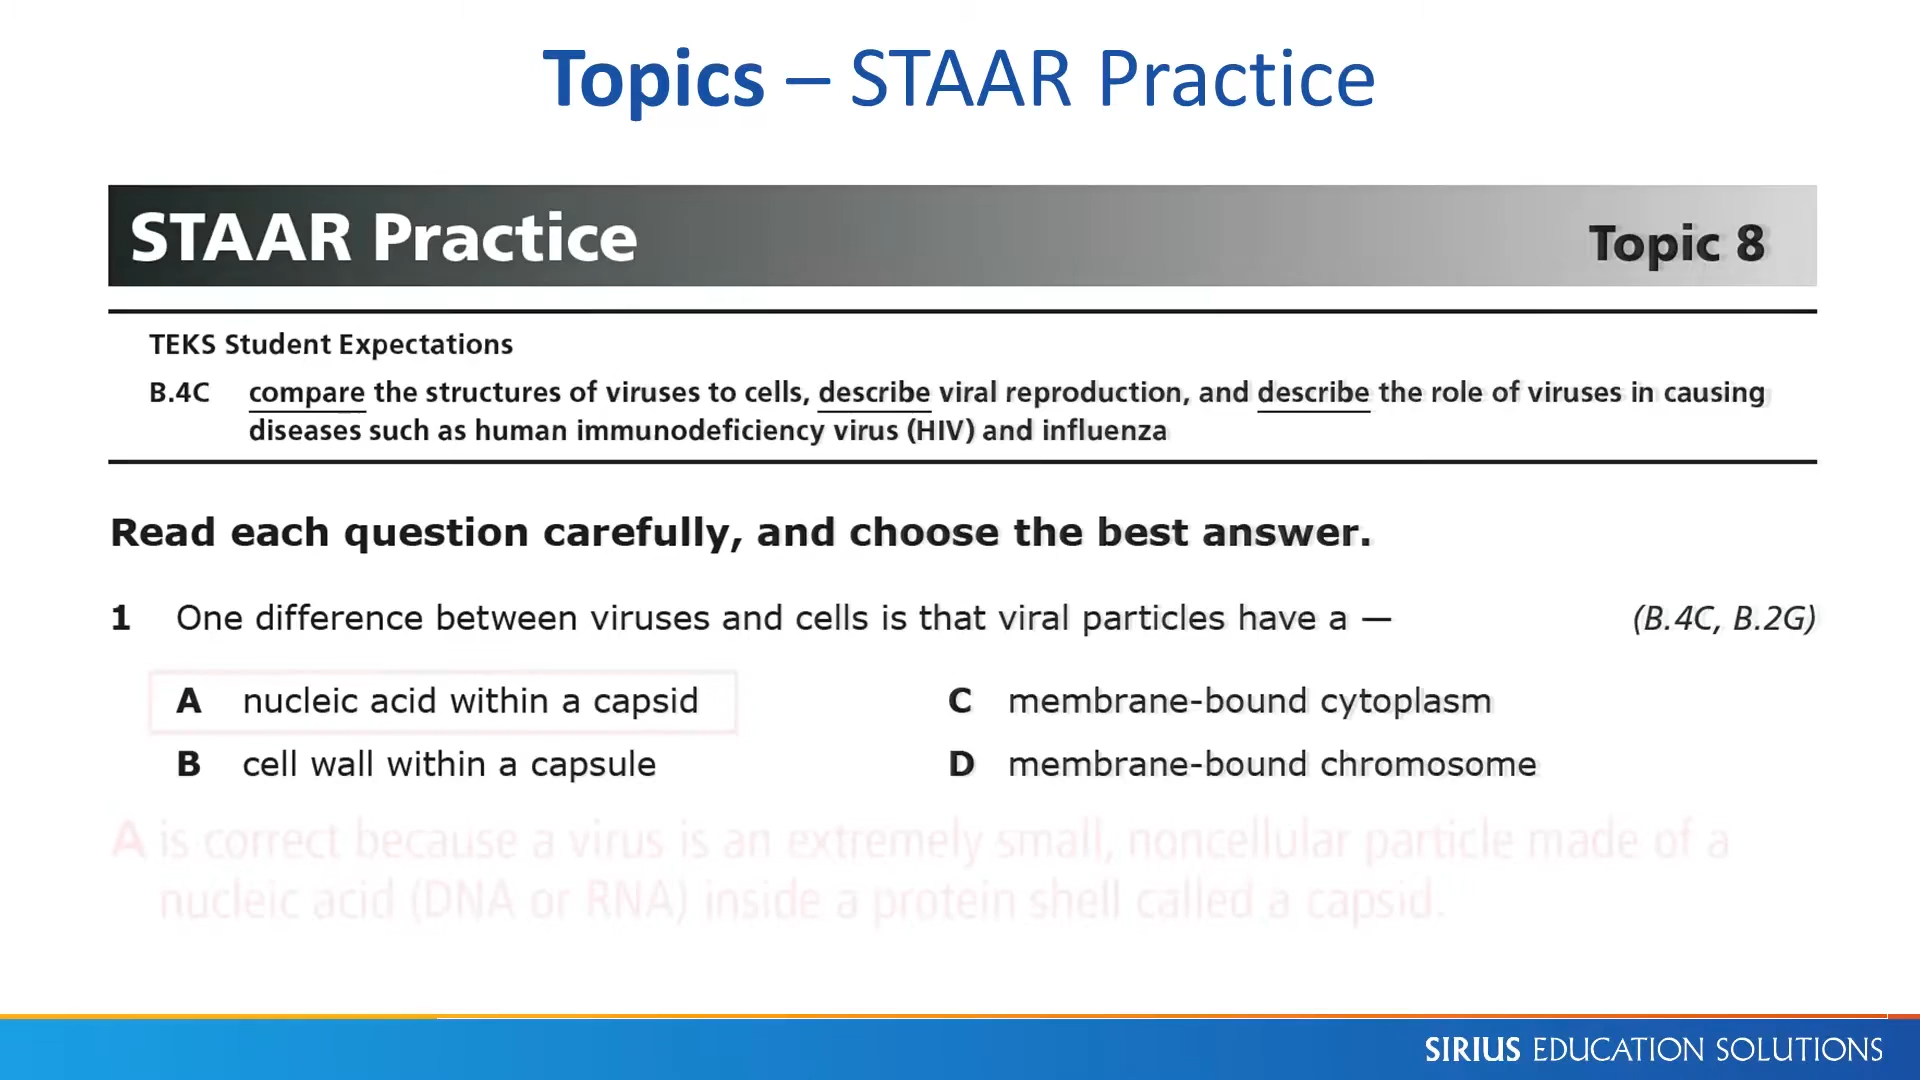 Topics – STAAR Practice
STAAR Practice
Topic 8
TEKS Student Expectations
B.4C compare the structures of viruses to cells, describe viral reproduction, and describe the role of viruses in causing
diseases such as human immunodeficiency virus (HIV) and influenza
Read each question carefully, and choose the best answer.
1 One difference between viruses and cells is that viral particles have a — (B.4C, B.2G)
A nucleic acid within a capsid
B cell wall within a capsule
C membrane-bound cytoplasm
D membrane-bound chromosome
A is correct because a virus is an extremely small, noncellular particle made of a
nucleic acid (DNA or RNA) inside a protein shell called a capsid.
SIRIUS EDUCATION SOLUTIONS